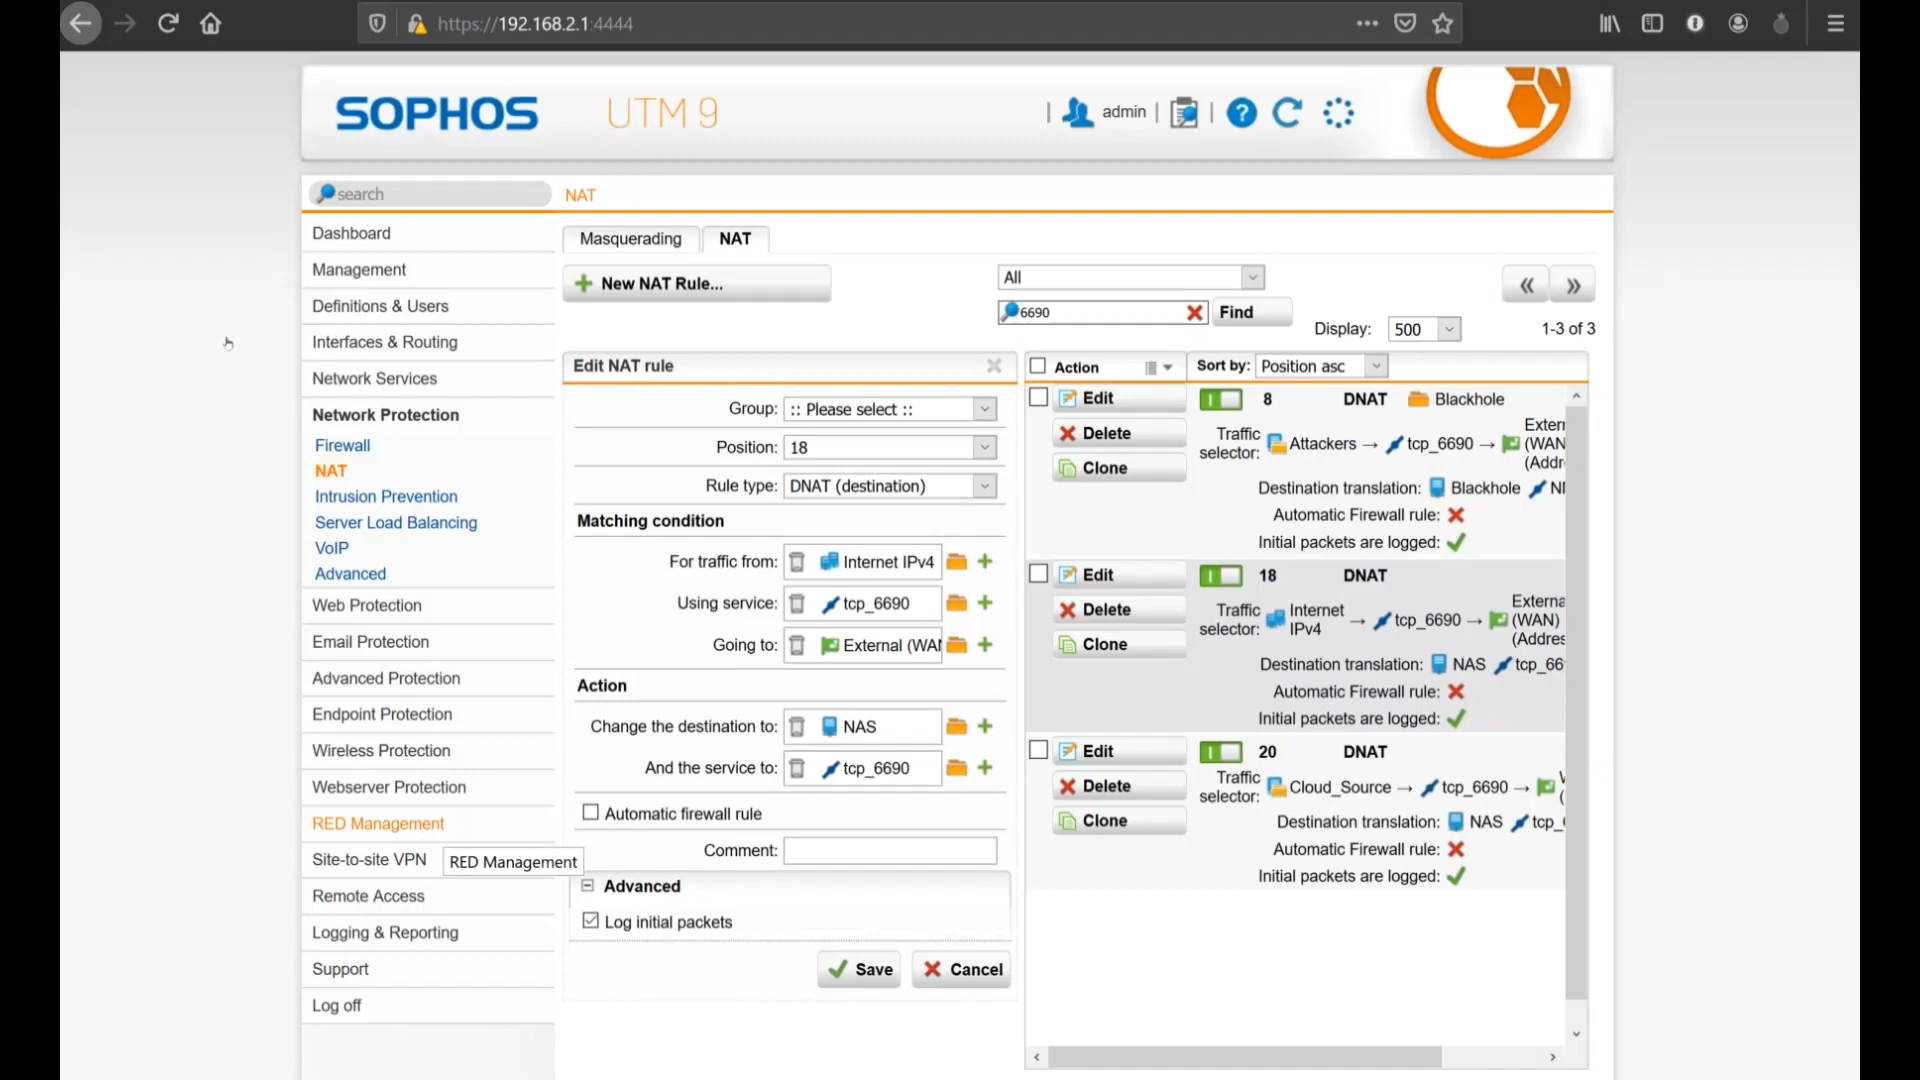 https://192.168.2.1:4444
SOPHOS UTM 9
| admin | |
search
NAT
Dashboard
Management
Definitions & Users
Interfaces & Routing
Network Services
Network Protection
Firewall
NAT
Intrusion Prevention
Server Load Balancing
VoIP
Advanced
Web Protection
Email Protection
Advanced Protection
Endpoint Protection
Wireless Protection
Webserver Protection
RED Management
Site-to-site VPN
RED Management
Remote Access
Logging & Reporting
Support
Log off
Masquerading NAT
New NAT Rule...
All
6690 Find
Display: 500 1-3 of 3
Edit NAT rule
Group: :: Please select ::
Position: 18
Rule type: DNAT (destination)
Matching condition
For traffic from: Internet IPv4
Using service: tcp_6690
Going to: External (WAN
Action
Change the destination to: NAS
And the service to: tcp_6690
Automatic firewall rule
Comment:
Advanced
Log initial packets
Save Cancel
Action Sort by: Position asc
Edit
Delete
Clone
8 DNAT Blackhole
Traffic selector: Attackers → tcp_6690 → Extern (WAN (Addr
Destination translation: Blackhole
Automatic Firewall rule:
Initial packets are logged:
Edit
Delete
Clone
18 DNAT
Traffic selector: Internet IPv4 → tcp_6690 → Externa (WAN) (Addres
Destination translation: NAS tcp_66
Automatic Firewall rule:
Initial packets are logged:
Edit
Delete
Clone
20 DNAT
Traffic selector: Cloud_Source → tcp_6690 →
Destination translation: NAS tcp_
Automatic Firewall rule:
Initial packets are logged: